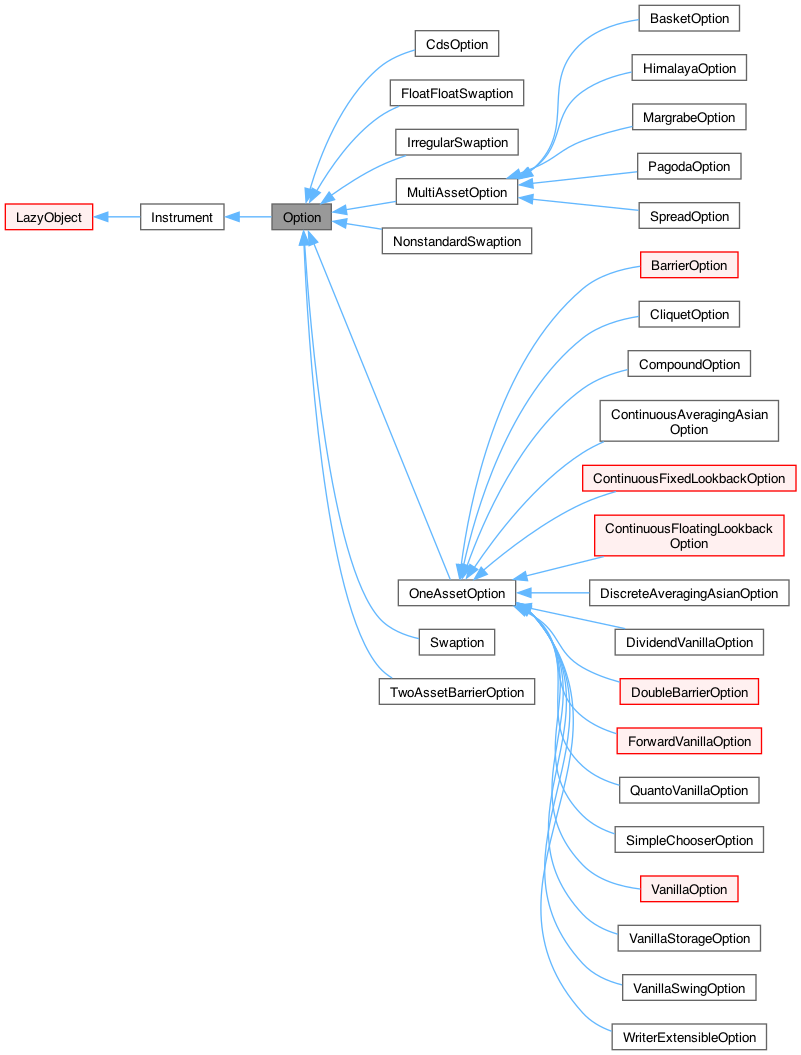 BasketOption
CdsOption
HimalayaOption
FloatFloatSwaption
MargrabeOption
IrregularSwaption
PagodaOption
MultiAssetOption
LazyObject
Instrument
Option
SpreadOption
NonstandardSwaption
BarrierOption
CliquetOption
CompoundOption
ContinuousAveragingAsian
Option
ContinuousFixedLookbackOption
ContinuousFloatingLookback
Option
OneAssetOption
DiscreteAveragingAsianOption
Swaption
DividendVanillaOption
TwoAssetBarrierOption
DoubleBarrierOption
ForwardVanillaOption
QuantoVanillaOption
SimpleChooserOption
VanillaOption
VanillaStorageOption
VanillaSwingOption
WriterExtensibleOption